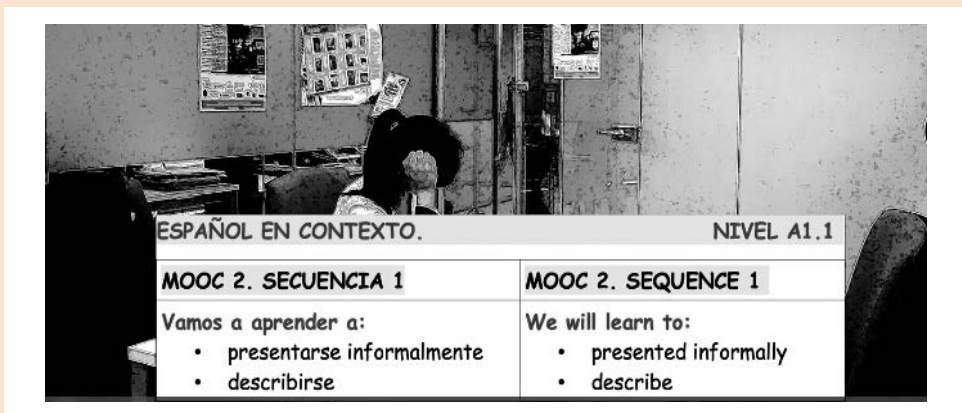 ESPAÑOL EN CONTEXTO. NIVEL A1.1
MOOC 2. SECUENCIA 1
Vamos a aprender a:
• presentarse informalmente
• describirse
MOOC 2. SEQUENCE 1
We will learn to:
• presented informally
• describe